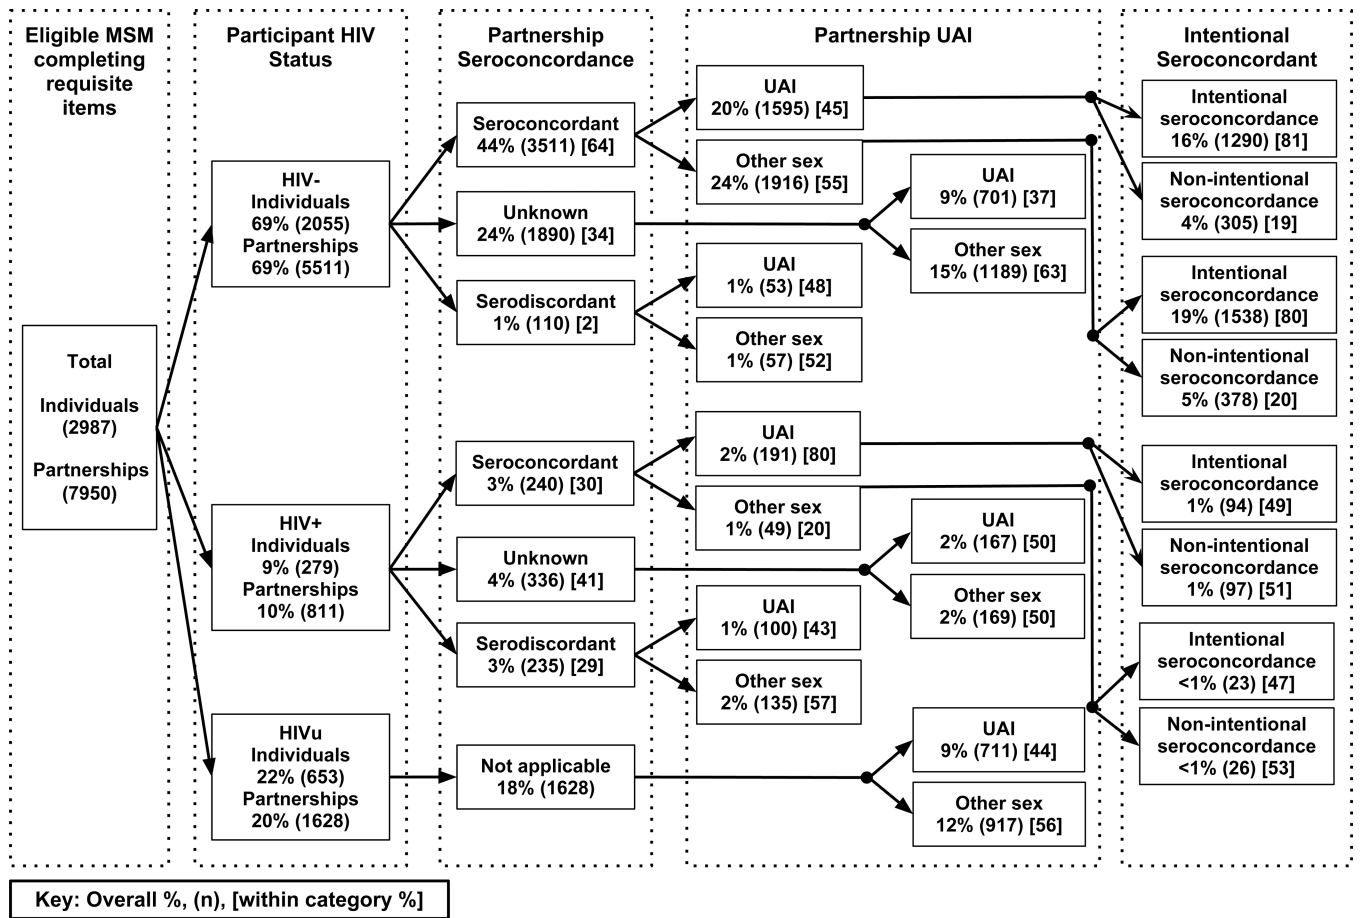 Eligible MSM
completing
requisite
items
Participant HIV
Status
Partnership
Seroconcordance
Partnership UAI
Intentional
Seroconcordant
Total
Individuals
(2987)
Partnerships
(7950)
HIV-
Individuals
69% (2055)
Partnerships
69% (5511)
HIV+
Individuals
9% (279)
Partnerships
10% (811)
HIVu
Individuals
22% (653)
Partnerships
20% (1628)
Seroconcordant
44% (3511) [64]
Unknown
24% (1890) [34]
Serodiscordant
1% (110) [2]
Seroconcordant
3% (240) [30]
Unknown
4% (336) [41]
Serodiscordant
3% (235) [29]
Not applicable
18% (1628)
UAI
20% (1595) [45]
Other sex
24% (1916) [55]
UAI
9% (701) [37]
Other sex
15% (1189) [63]
UAI
1% (53) [48]
Other sex
1% (57) [52]
UAI
2% (191) [80]
Other sex
1% (49) [20]
UAI
2% (167) [50]
Other sex
2% (169) [50]
UAI
1% (100) [43]
Other sex
2% (135) [57]
UAI
9% (711) [44]
Other sex
12% (917) [56]
Intentional
seroconcordance
16% (1290) [81]
Non-intentional
seroconcordance
4% (305) [19]
Intentional
seroconcordance
19% (1538) [80]
Non-intentional
seroconcordance
5% (378) [20]
Intentional
seroconcordance
1% (94) [49]
Non-intentional
seroconcordance
1% (97) [51]
Intentional
seroconcordance
<1% (23) [47]
Non-intentional
seroconcordance
<1% (26) [53]
Key: Overall %, (n), [within category %]